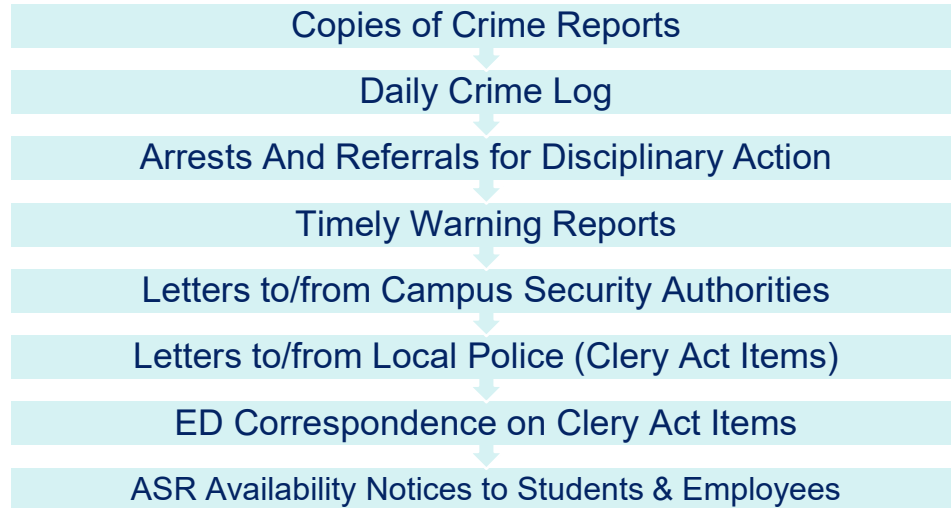 Copies of Crime Reports
Daily Crime Log
Arrests And Referrals for Disciplinary Action
Timely Warning Reports
Letters to/from Campus Security Authorities
Letters to/from Local Police (Clery Act Items)
ED Correspondence on Clery Act Items
ASR Availability Notices to Students & Employees